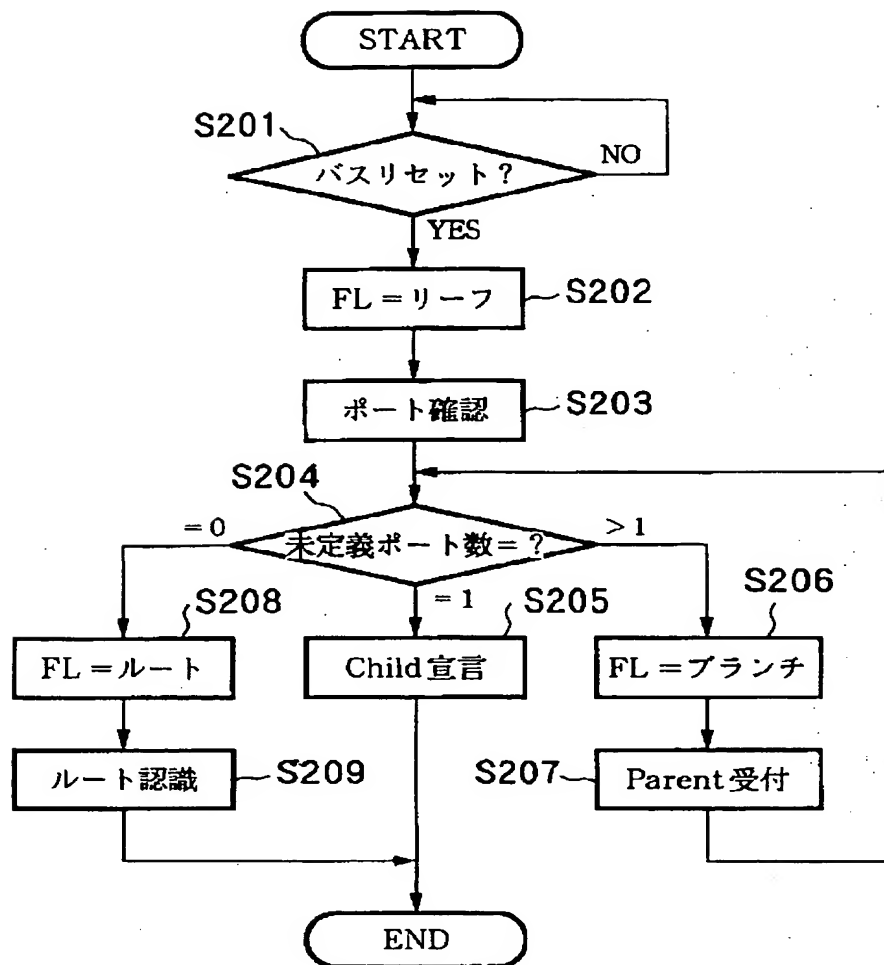 START
S201
バスリセット？
NO
YES
FL＝リーフ
S202
ポート確認
S203
S204
＝0
未定義ポート数＝？
＞1
＝1
S208
S205
S206
FL＝ルート
Child宣言
FL＝ブランチ
ルート認識
S209
S207
Parent受付
END